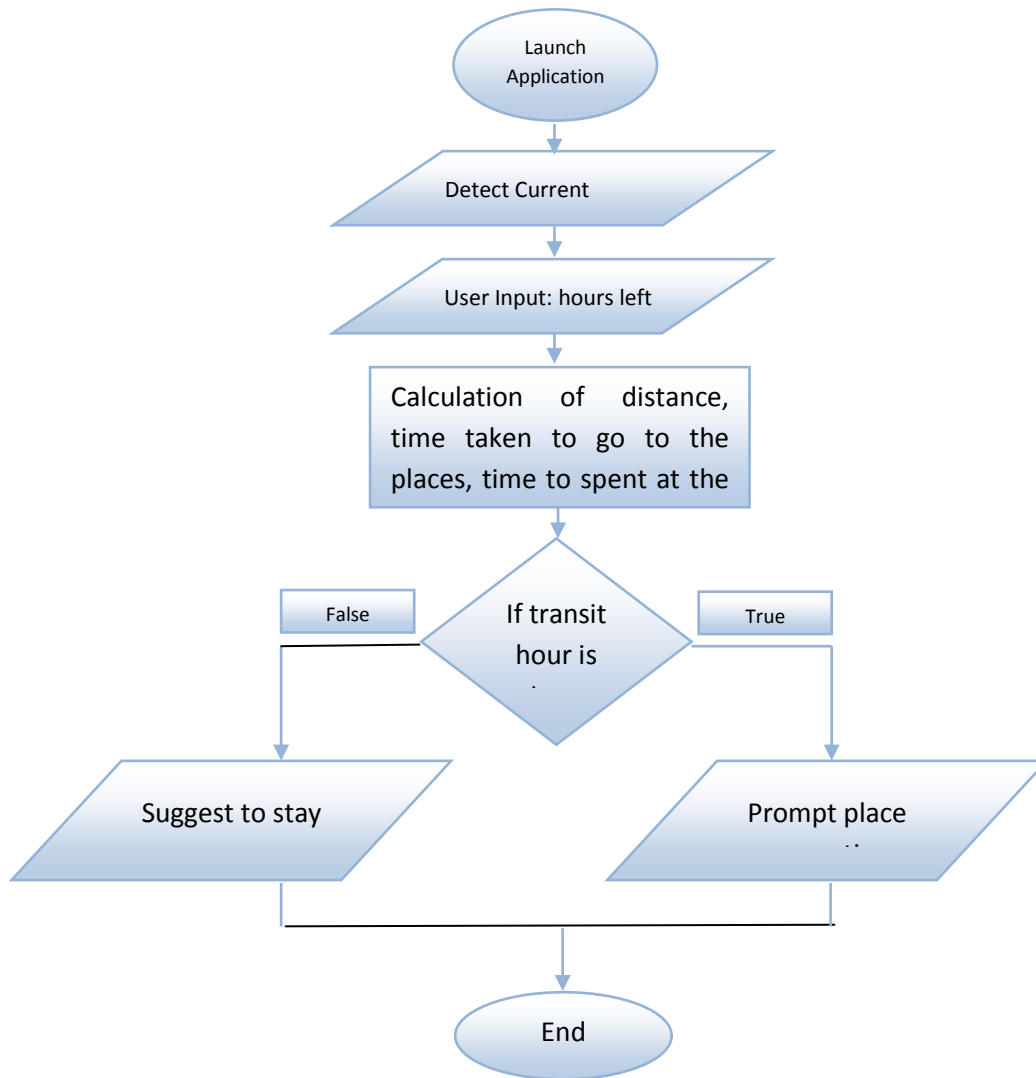 Launch
Application
Detect Current
User Input: hours left
Calculation of distance,
time taken to go to the
places, time to spent at the
False
If transit
True
hour is
Suggest to stay
Prompt place
End